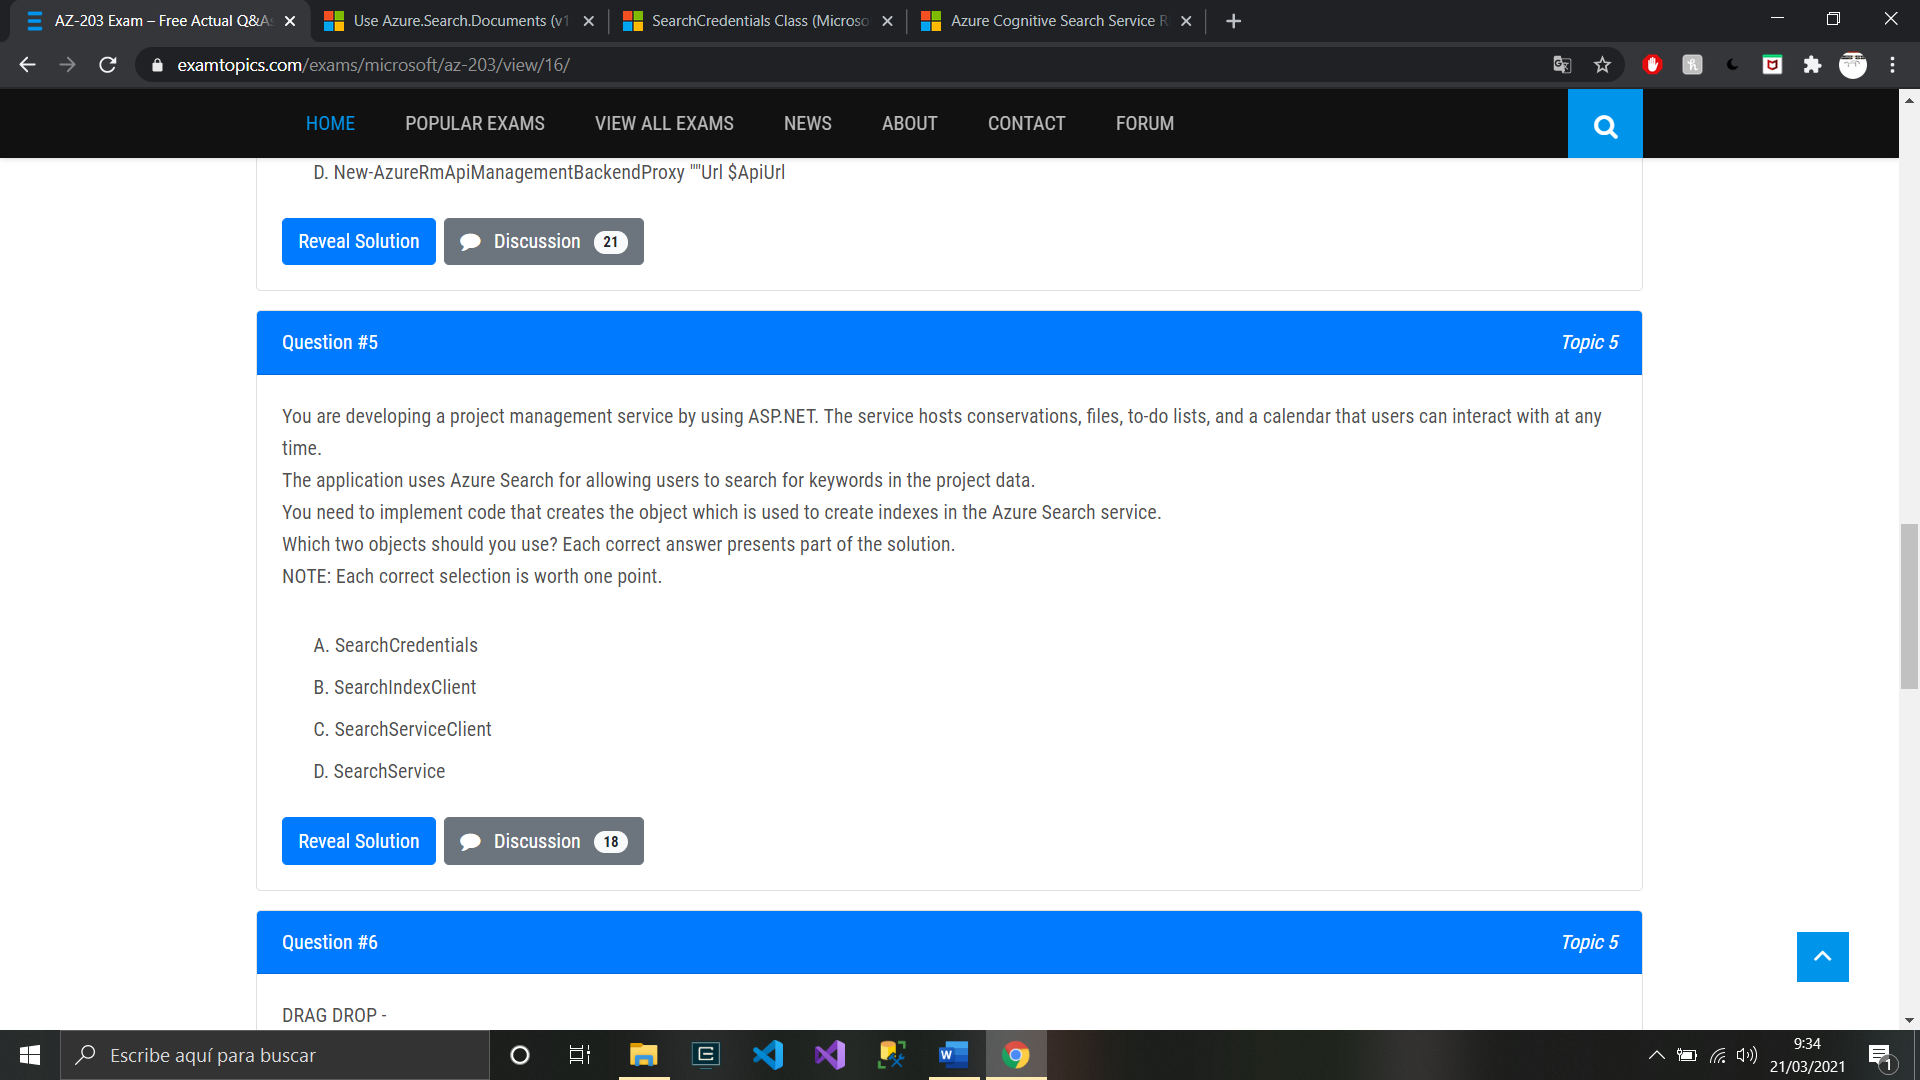 AZ-203 Exam – Free Actual Q&As
Use Azure.Search.Documents (v1
SearchCredentials Class (Microso
Azure Cognitive Search Service R
examtopics.com/exams/microsoft/az-203/view/16/
HOME POPULAR EXAMS VIEW ALL EXAMS NEWS ABOUT CONTACT FORUM
D. New-AzureRmApiManagementBackendProxy ""Url $ApiUrl
Reveal Solution Discussion 21
Question #5 Topic 5
You are developing a project management service by using ASP.NET. The service hosts conservations, files, to-do lists, and a calendar that users can interact with at any
time.
The application uses Azure Search for allowing users to search for keywords in the project data.
You need to implement code that creates the object which is used to create indexes in the Azure Search service.
Which two objects should you use? Each correct answer presents part of the solution.
NOTE: Each correct selection is worth one point.
A. SearchCredentials
B. SearchIndexClient
C. SearchServiceClient
D. SearchService
Reveal Solution Discussion 18
Question #6 Topic 5
DRAG DROP -
Escribe aquí para buscar
9:34
21/03/2021
1